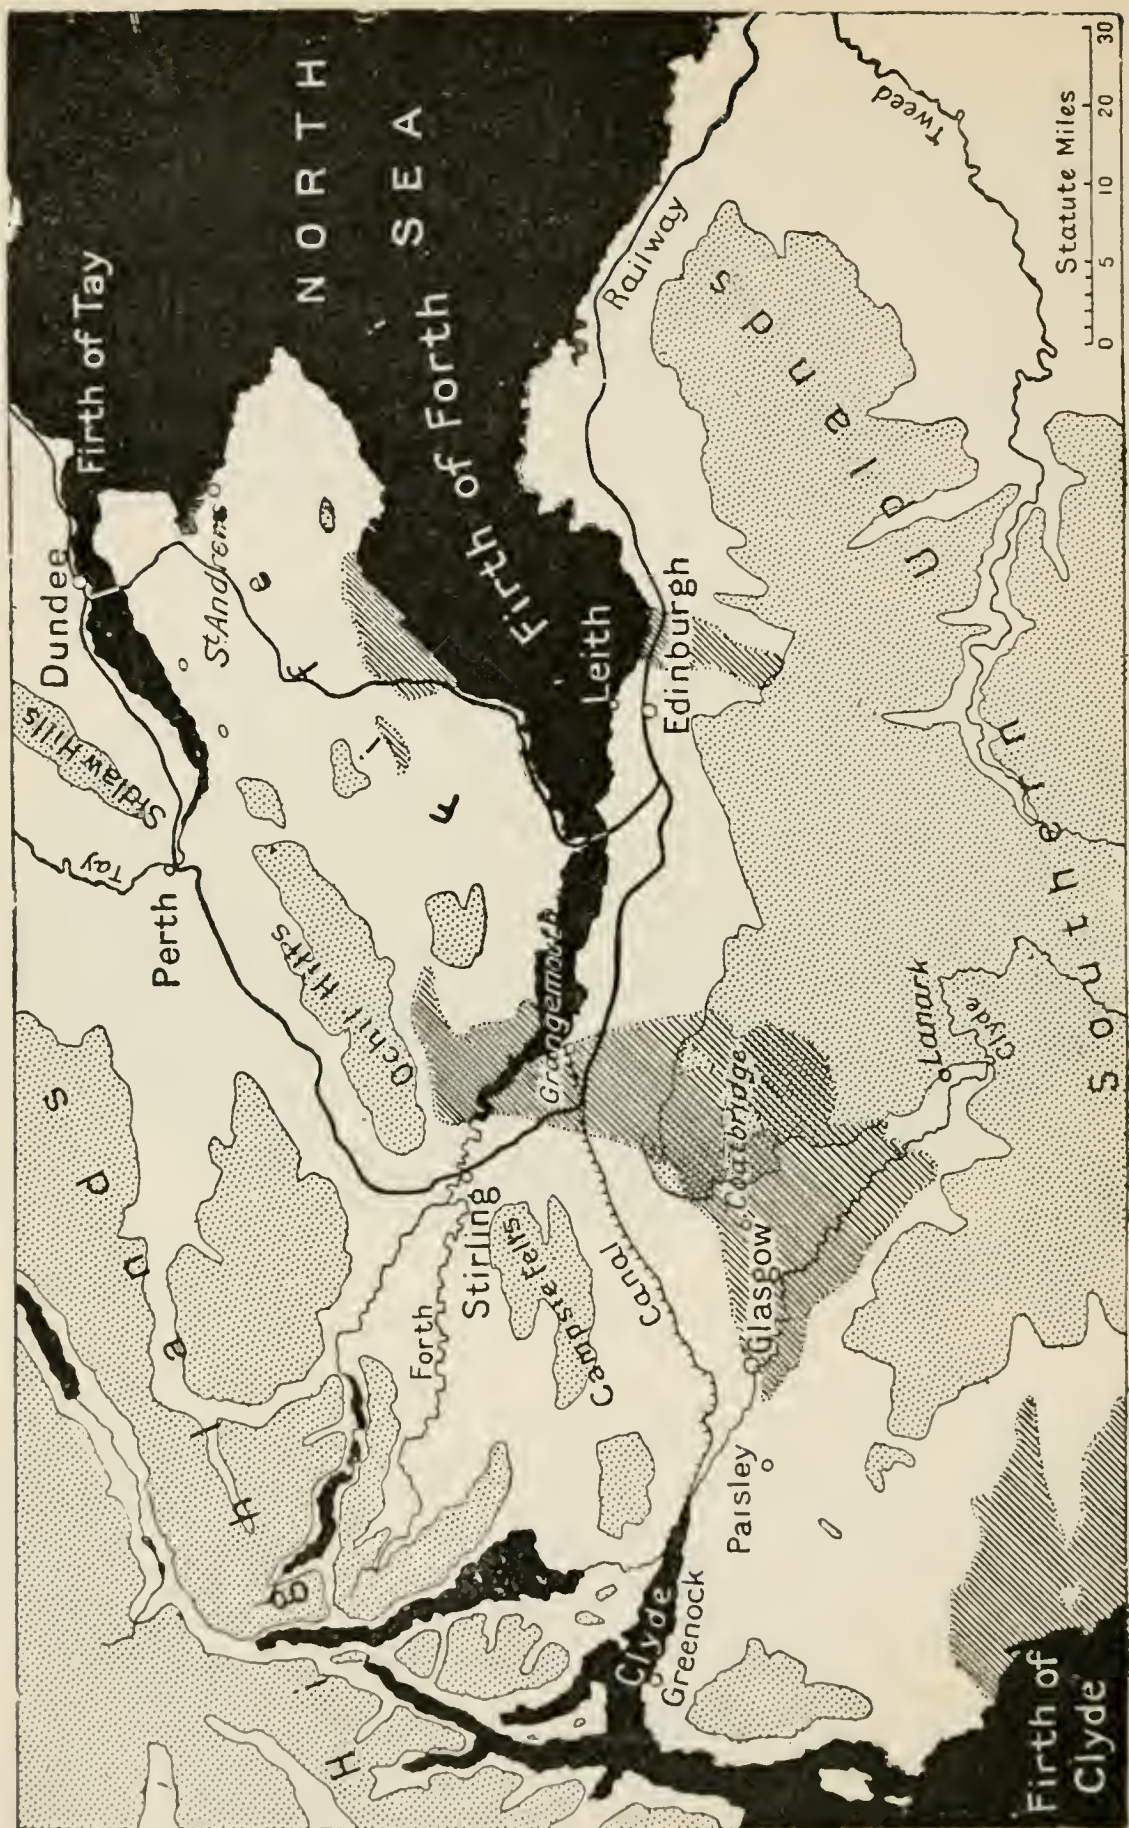 NORTH
SEA
Firth of Tay
Firth of Forth
Dundee
St. Andrews
Sidlaw Hills
Tay
Perth
Fife
Ochil Hills
Leith
Edinburgh
Railway
Tweed
Statute Miles
0 5 10 20 30
Southern Uplands
Grangemouth
Stirling
Forth
Campsie Fells
Canal
Coatbridge
Glasgow
Lanark
Clyde
Paisley
Clyde
Greenock
Highlands
Firth of
Clyde